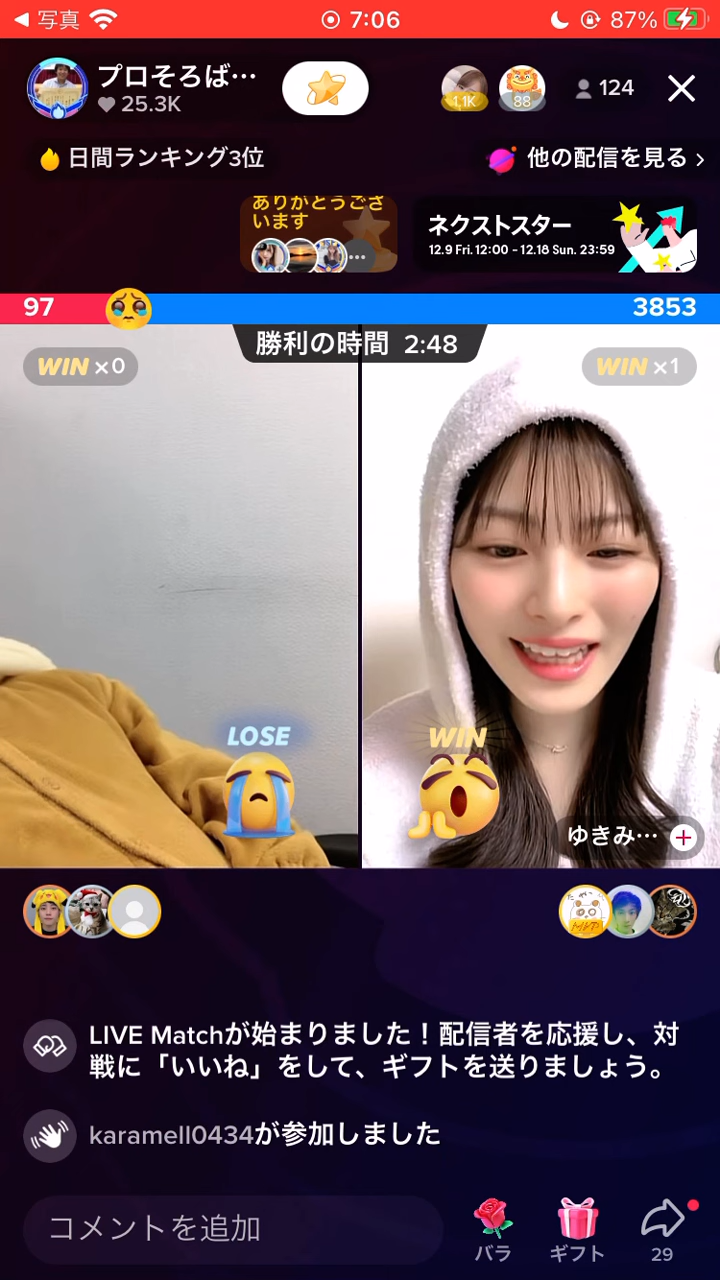 写真
7:06
87%
プロそろば…
25.3K
1.1K
88
124
日間ランキング3位
他の配信を見る
ありがとうござ
います
ネクストスター
12.9 Fri. 12:00 - 12.18 Sun. 23:59
97
3853
勝利の時間 2:48
WIN ×0
WIN ×1
LOSE
WIN
ゆきみ…
MVP
LIVE Matchが始まりました！配信者を応援し、対
戦に「いいね」をして、ギフトを送りましょう。
karamell0434が参加しました
コメントを追加
バラ
ギフト
29